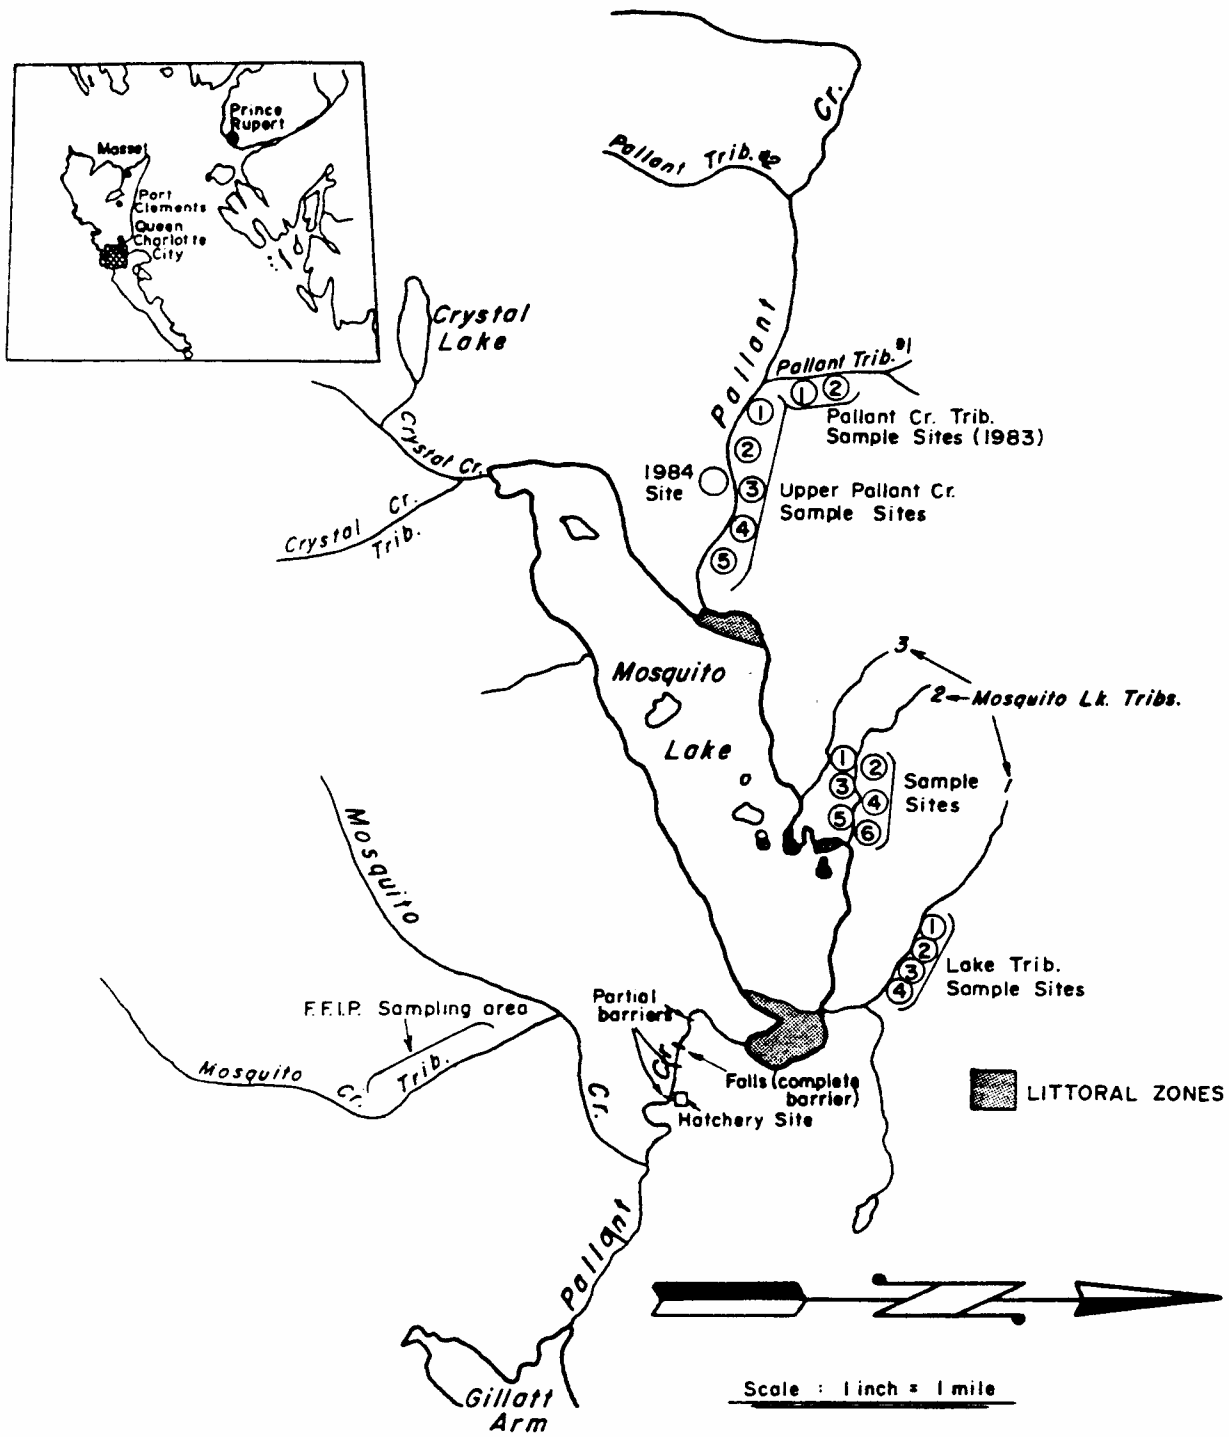 Prince
Rupert
Masset
Port
Clements
Queen
Charlotte
City
Cr.
Pallant Trib. #2
Crystal
Lake
Pallant
Pallant Trib. #1
1 2
Pallant Cr. Trib.
Sample Sites (1983)
Crystal Cr.
Crystal Cr.
Trib.
1984
Site
1
2
3
4
5
Upper Pallant Cr.
Sample Sites
Mosquito
Lake
3
2 Mosquito Lk. Tribs.
1
1 2
3 4
5 6
Sample
Sites
Mosquito
Cr.
1
2
3
4
Lake Trib.
Sample Sites
F.F.I.P. Sampling area
Mosquito Cr. Trib.
Partial
barriers
Cr.
Falls (complete
barrier)
Hatchery Site
LITTORAL ZONES
Pallant
Gillatt
Arm
Scale : 1 inch = 1 mile